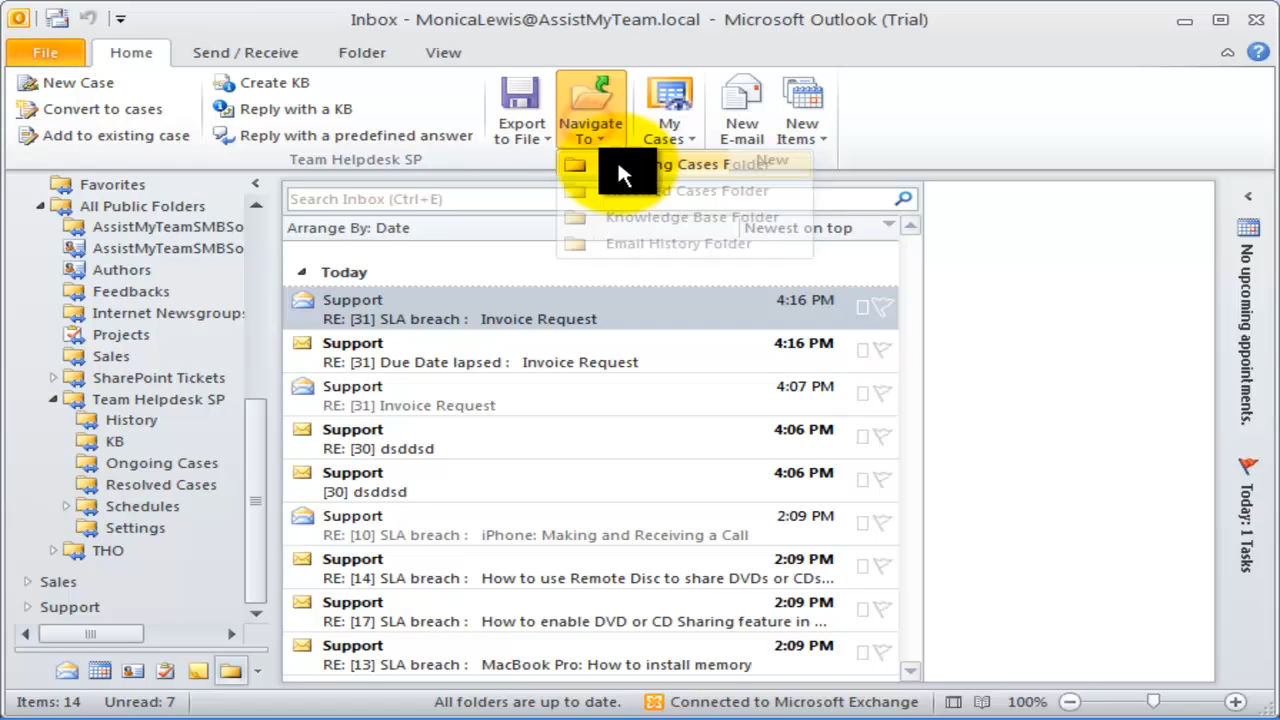 Inbox - MonicaLewis@AssistMyTeam.local - Microsoft Outlook (Trial)
File Home Send / Receive Folder View
New Case
Convert to cases
Add to existing case
Create KB
Reply with a KB
Reply with a predefined answer
Team Helpdesk SP
Export to File
Navigate To
My Cases
New E-mail
New Items
New
Cases
Cases Folder
Knowledge Base Folder
Email History Folder
Favorites
All Public Folders
AssistMyTeamSMBSo
AssistMyTeamSMBSo
Authors
Feedbacks
Internet Newsgroups
Projects
Sales
SharePoint Tickets
Team Helpdesk SP
History
KB
Ongoing Cases
Resolved Cases
Schedules
Settings
THO
Sales
Support
Search Inbox (Ctrl+E)
Arrange By: Date Newest on top
Today
Support 4:16 PM
RE: [31] SLA breach : Invoice Request
Support 4:16 PM
RE: [31] Due Date lapsed : Invoice Request
Support 4:07 PM
RE: [31] Invoice Request
Support 4:06 PM
RE: [30] dsddsd
Support 4:06 PM
[30] dsddsd
Support 2:09 PM
RE: [10] SLA breach : iPhone: Making and Receiving a Call
Support 2:09 PM
RE: [14] SLA breach : How to use Remote Disc to share DVDs or CDs...
Support 2:09 PM
RE: [17] SLA breach : How to enable DVD or CD Sharing feature in ...
Support 2:09 PM
RE: [13] SLA breach : MacBook Pro: How to install memory
No upcoming appointments.
Today: 1 Tasks
Items: 14 Unread: 7 All folders are up to date. Connected to Microsoft Exchange 100%